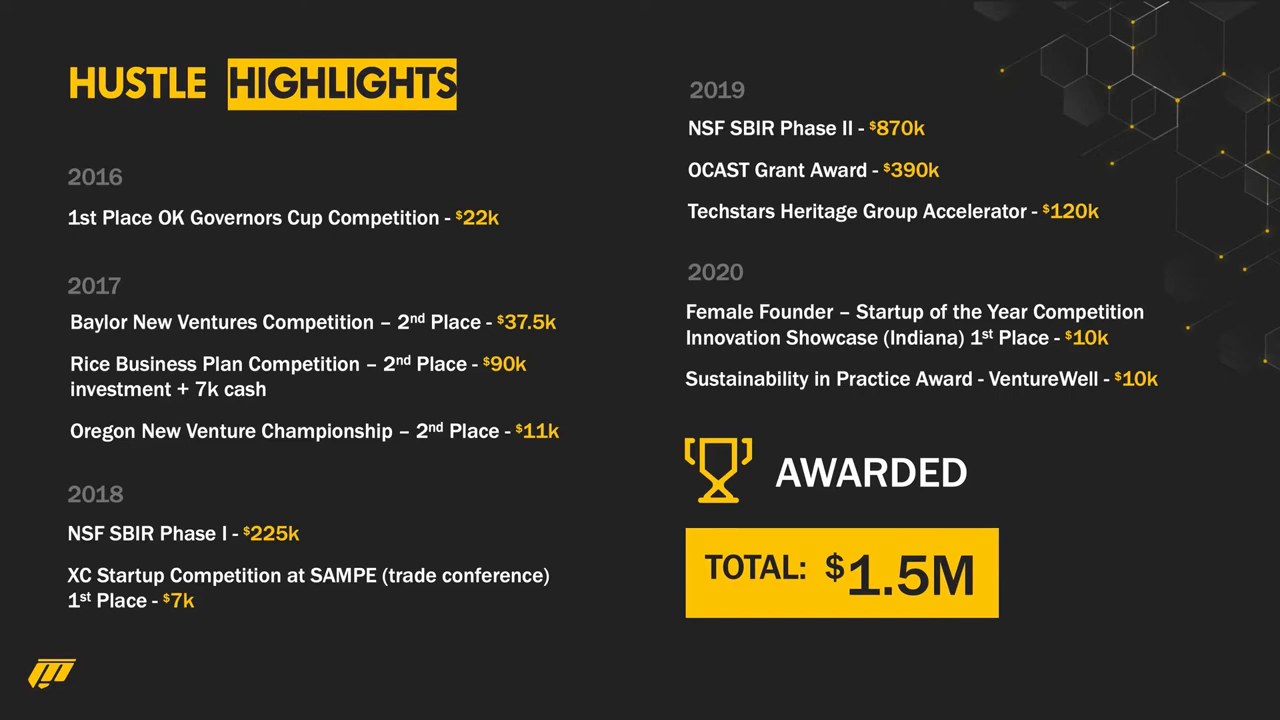 HUSTLE HIGHLIGHTS
2016
1st Place OK Governors Cup Competition - $22k
2017
Baylor New Ventures Competition – 2nd Place - $37.5k
Rice Business Plan Competition – 2nd Place - $90k
investment + 7k cash
Oregon New Venture Championship – 2nd Place - $11k
2018
NSF SBIR Phase I - $225k
XC Startup Competition at SAMPE (trade conference)
1st Place - $7k
2019
NSF SBIR Phase II - $870k
OCAST Grant Award - $390k
Techstars Heritage Group Accelerator - $120k
2020
Female Founder – Startup of the Year Competition
Innovation Showcase (Indiana) 1st Place - $10k
Sustainability in Practice Award - VentureWell - $10k
AWARDED
TOTAL: $1.5M